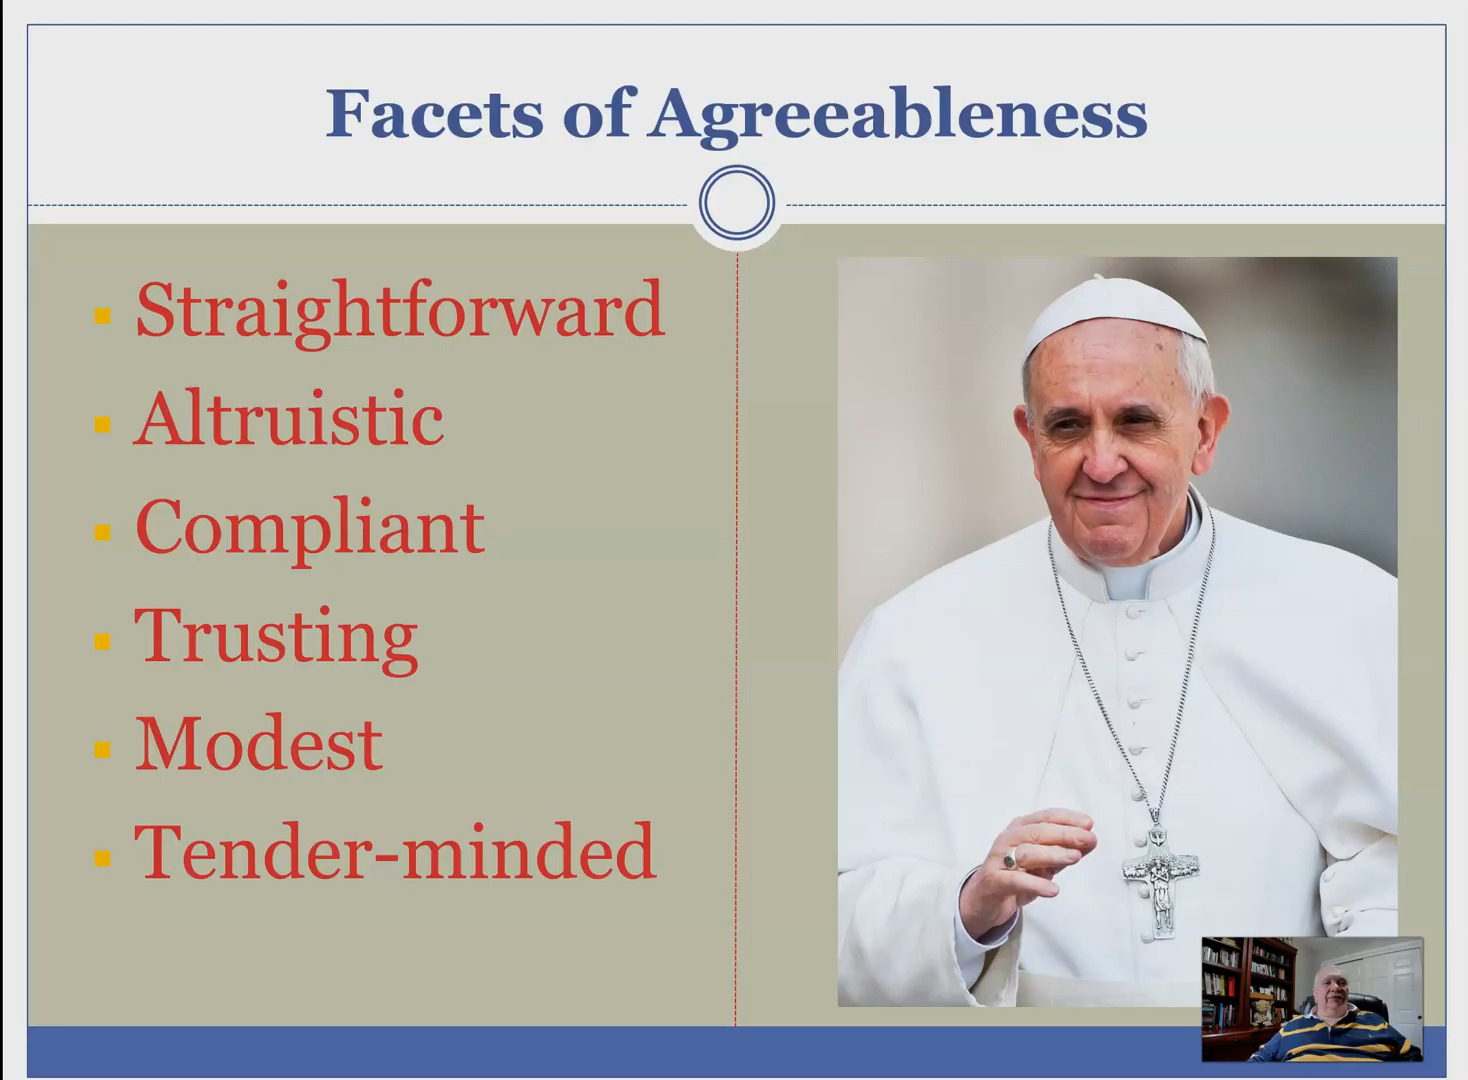 Facets of Agreeableness
Straightforward
Altruistic
Compliant
Trusting
Modest
Tender-minded